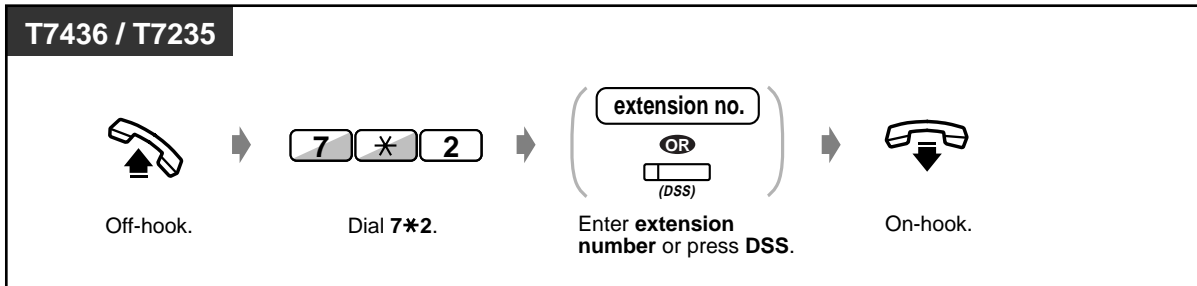 T7436 / T7235
7 ✳ 2
extension no.
OR
(DSS)
Off-hook.
Dial 7✳2.
Enter extension
number or press DSS.
On-hook.